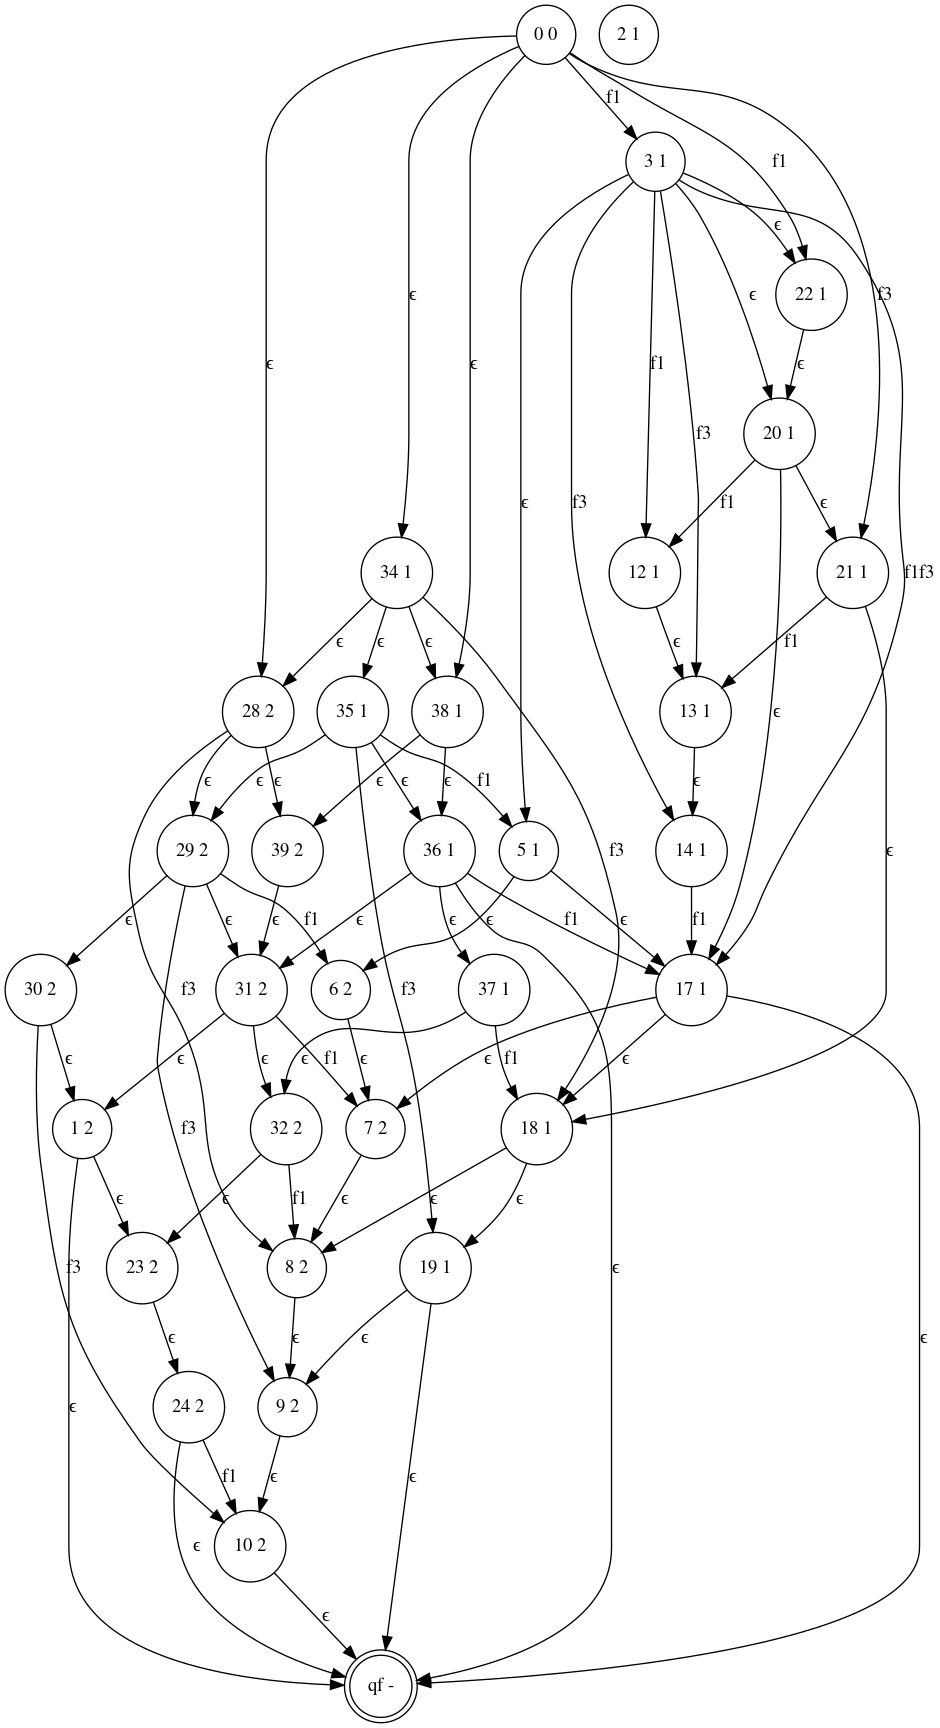 0 0 2 1
f1
3 1 f1
ϵ
ϵ ϵ 22 1 f3
ϵ ϵ f1 ϵ
f3 20 1
ϵ f3 f1 ϵ
34 1 12 1 21 1 f1f3
ϵ ϵ ϵ ϵ f1
28 2 35 1 38 1 13 1 ϵ
ϵ ϵ ϵ ϵ ϵ ϵ f1 ϵ
29 2 39 2 36 1 5 1 f3 14 1 ϵ
ϵ ϵ ϵ f1 ϵ ϵ ϵ f1 ϵ f1
30 2 f3 31 2 6 2 f3 37 1 17 1
ϵ ϵ ϵ f1 ϵ ϵ f1 ϵ ϵ
1 2 f3 32 2 7 2 18 1
ϵ ϵ f1 ϵ ϵ ϵ
f3 23 2 8 2 19 1 ϵ
ϵ ϵ ϵ ϵ
ϵ 24 2 9 2
f1 ϵ ϵ
ϵ 10 2
ϵ
qf -